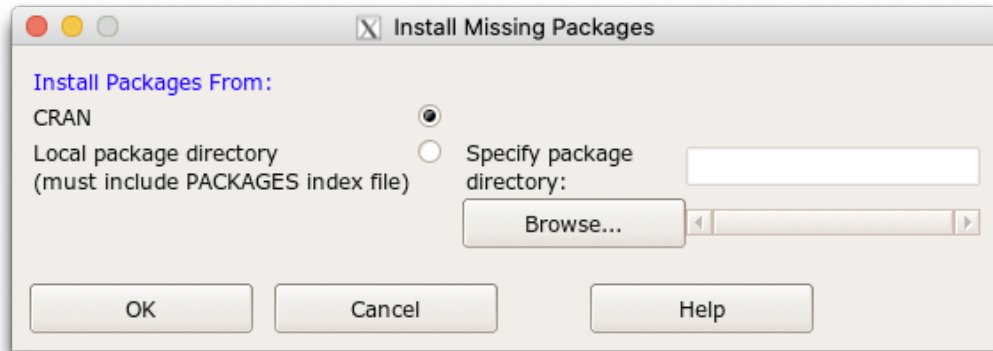 Install Missing Packages
Install Packages From:
CRAN
Local package directory
(must include PACKAGES index file)
Specify package
directory:
Browse...
OK
Cancel
Help